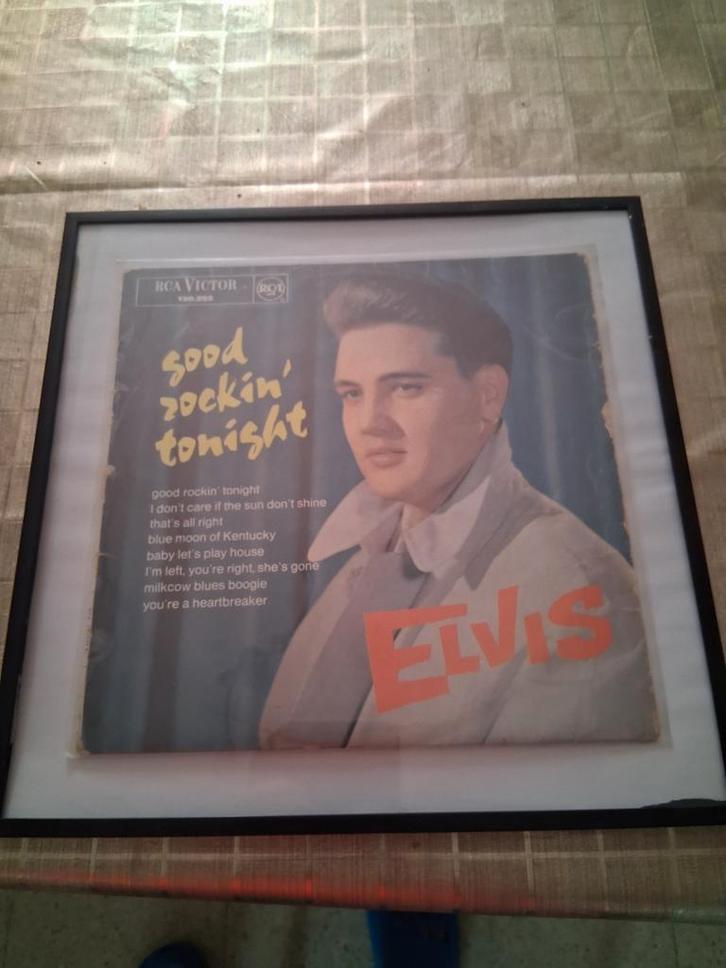 RCA VICTOR
good
rockin'
tonight
good rockin' tonight
I don't care if the sun don't shine
that's all right
blue moon of Kentucky
baby let's play house
I'm left, you're right, she's gone
milkcow blues boogie
you're a heartbreaker
ELVIS